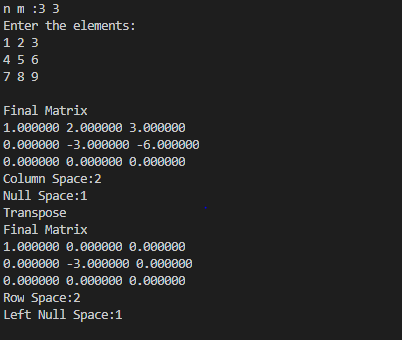 n m :3 3
Enter the elements:
1 2 3
4 5 6
7 8 9
Final Matrix
1.000000 2.000000 3.000000
0.000000 -3.000000 -6.000000
0.000000 0.000000 0.000000
Column Space:2
Null Space:1
Transpose
Final Matrix
1.000000 0.000000 0.000000
0.000000 -3.000000 0.000000
0.000000 0.000000 0.000000
Row Space:2
Left Null Space:1